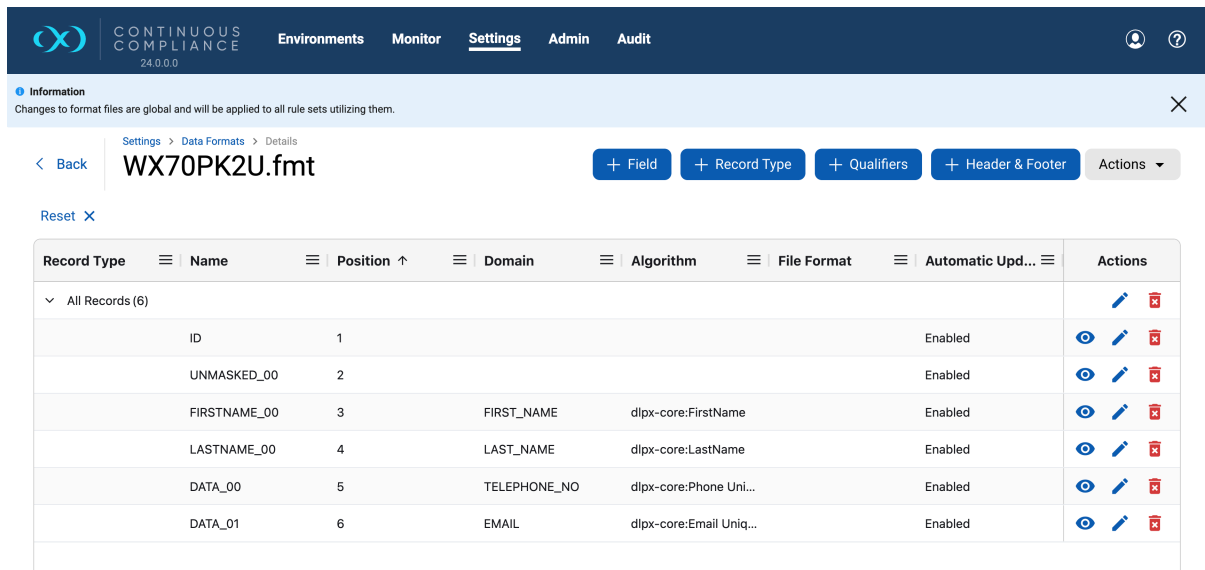 CONTINUOUS
COMPLIANCE
24.0.0.0
Environments Monitor Settings Admin Audit
Information
Changes to format files are global and will be applied to all rule sets utilizing them.
Back
Settings > Data Formats > Details
WX70PK2U.fmt
+ Field + Record Type + Qualifiers + Header & Footer Actions
Reset
Record Type Name Position Domain Algorithm File Format Automatic Upd... Actions
All Records (6)
ID 1 Enabled
UNMASKED_00 2 Enabled
FIRSTNAME_00 3 FIRST_NAME dlpx-core:FirstName Enabled
LASTNAME_00 4 LAST_NAME dlpx-core:LastName Enabled
DATA_00 5 TELEPHONE_NO dlpx-core:Phone Uni... Enabled
DATA_01 6 EMAIL dlpx-core:Email Uniq... Enabled